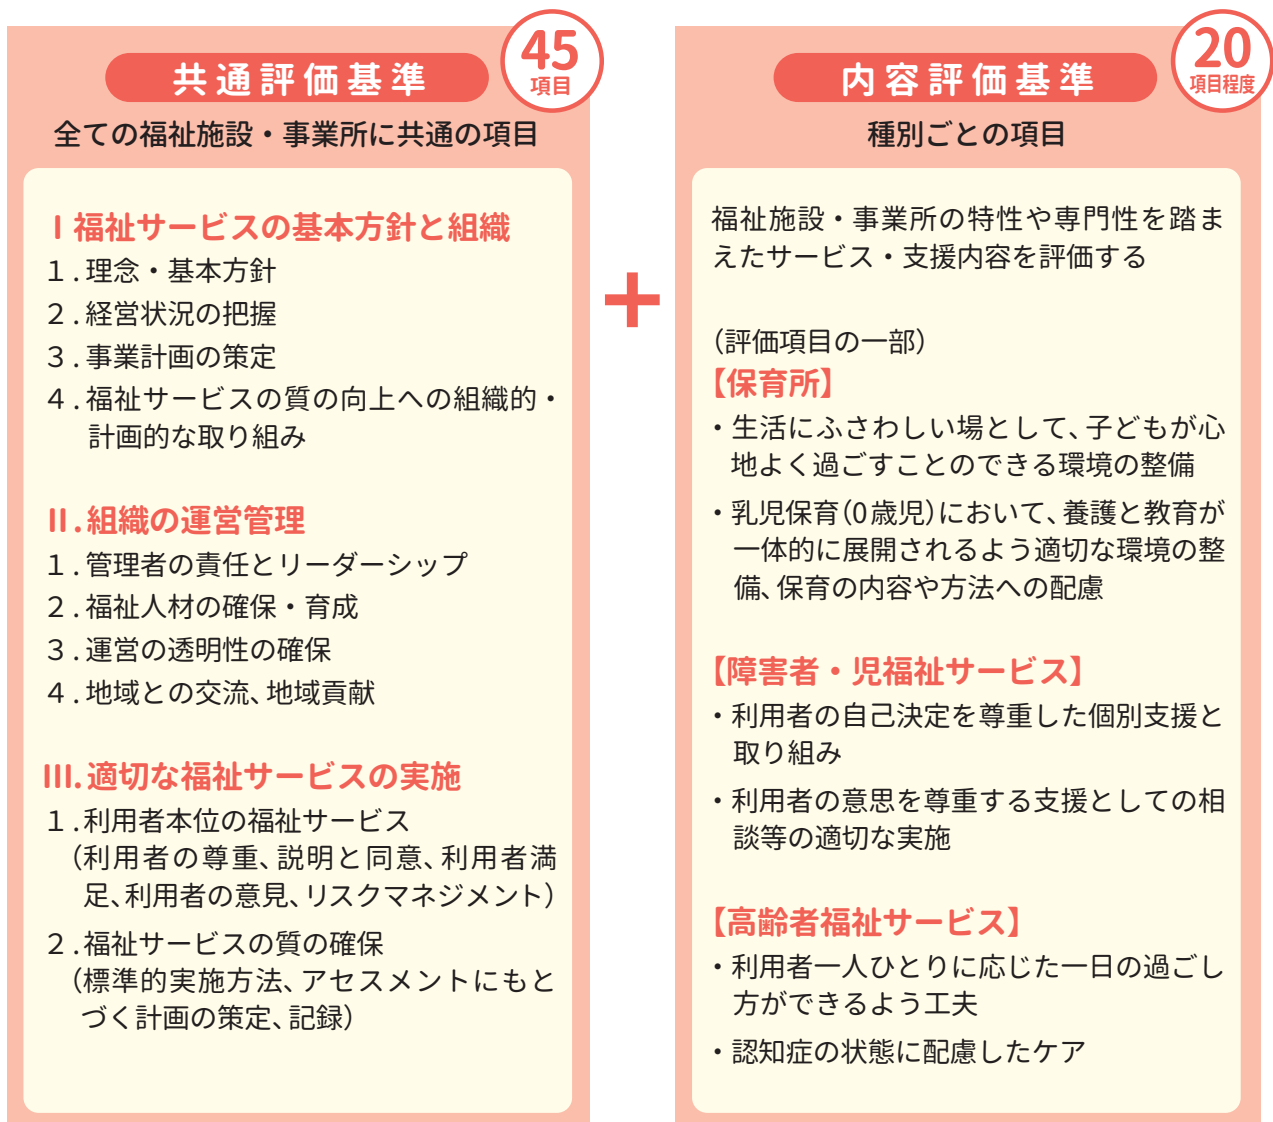 共通評価基準
45
項目
全ての福祉施設・事業所に共通の項目
Ⅰ福祉サービスの基本方針と組織
１.理念・基本方針
２.経営状況の把握
３.事業計画の策定
４.福祉サービスの質の向上への組織的・
計画的な取り組み
Ⅱ.組織の運営管理
１.管理者の責任とリーダーシップ
２.福祉人材の確保・育成
３.運営の透明性の確保
４.地域との交流、地域貢献
Ⅲ.適切な福祉サービスの実施
１.利用者本位の福祉サービス
（利用者の尊重、説明と同意、利用者満
足、利用者の意見、リスクマネジメント）
２.福祉サービスの質の確保
（標準的実施方法、アセスメントにもと
づく計画の策定、記録）
+
内容評価基準
20
項目程度
種別ごとの項目
福祉施設・事業所の特性や専門性を踏ま
えたサービス・支援内容を評価する
（評価項目の一部）
【保育所】
・生活にふさわしい場として、子どもが心
地よく過ごすことのできる環境の整備
・乳児保育（0歳児）において、養護と教育が
一体的に展開されるよう適切な環境の整
備、保育の内容や方法への配慮
【障害者・児福祉サービス】
・利用者の自己決定を尊重した個別支援と
取り組み
・利用者の意思を尊重する支援としての相
談等の適切な実施
【高齢者福祉サービス】
・利用者一人ひとりに応じた一日の過ごし
方ができるよう工夫
・認知症の状態に配慮したケア